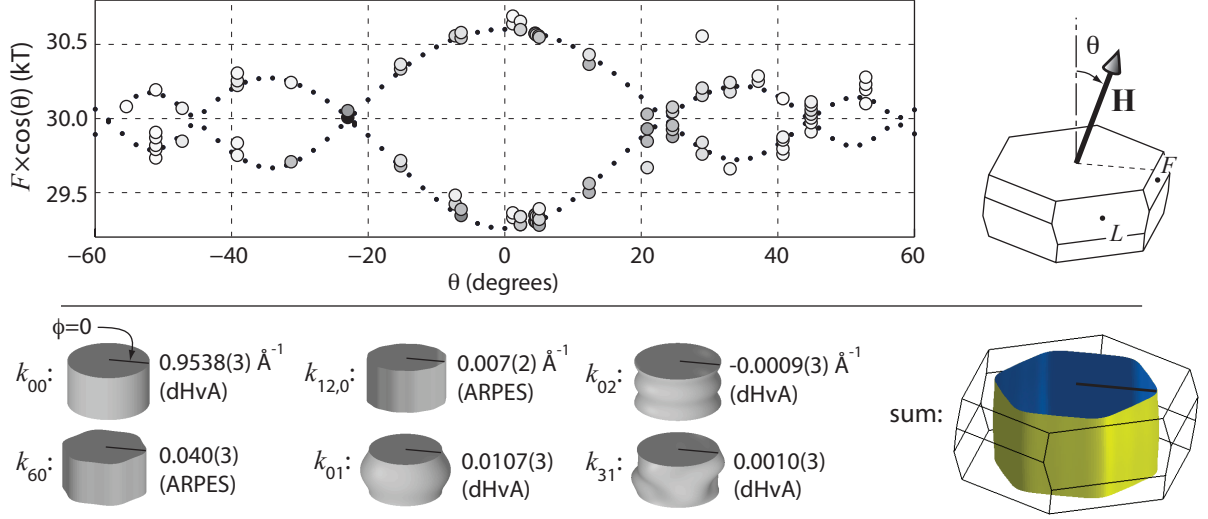 F×cos(θ) (kT)
30.5
30.0
29.5
−60
−40
−20
0
20
40
60
θ (degrees)
θ
H
F
L
ϕ=0
k00:
0.9538(3) Å-1
(dHvA)
k12,0:
0.007(2) Å-1
(ARPES)
k02:
-0.0009(3) Å-1
(dHvA)
k60:
0.040(3)
(ARPES)
k01:
0.0107(3)
(dHvA)
k31:
0.0010(3)
(dHvA)
sum: